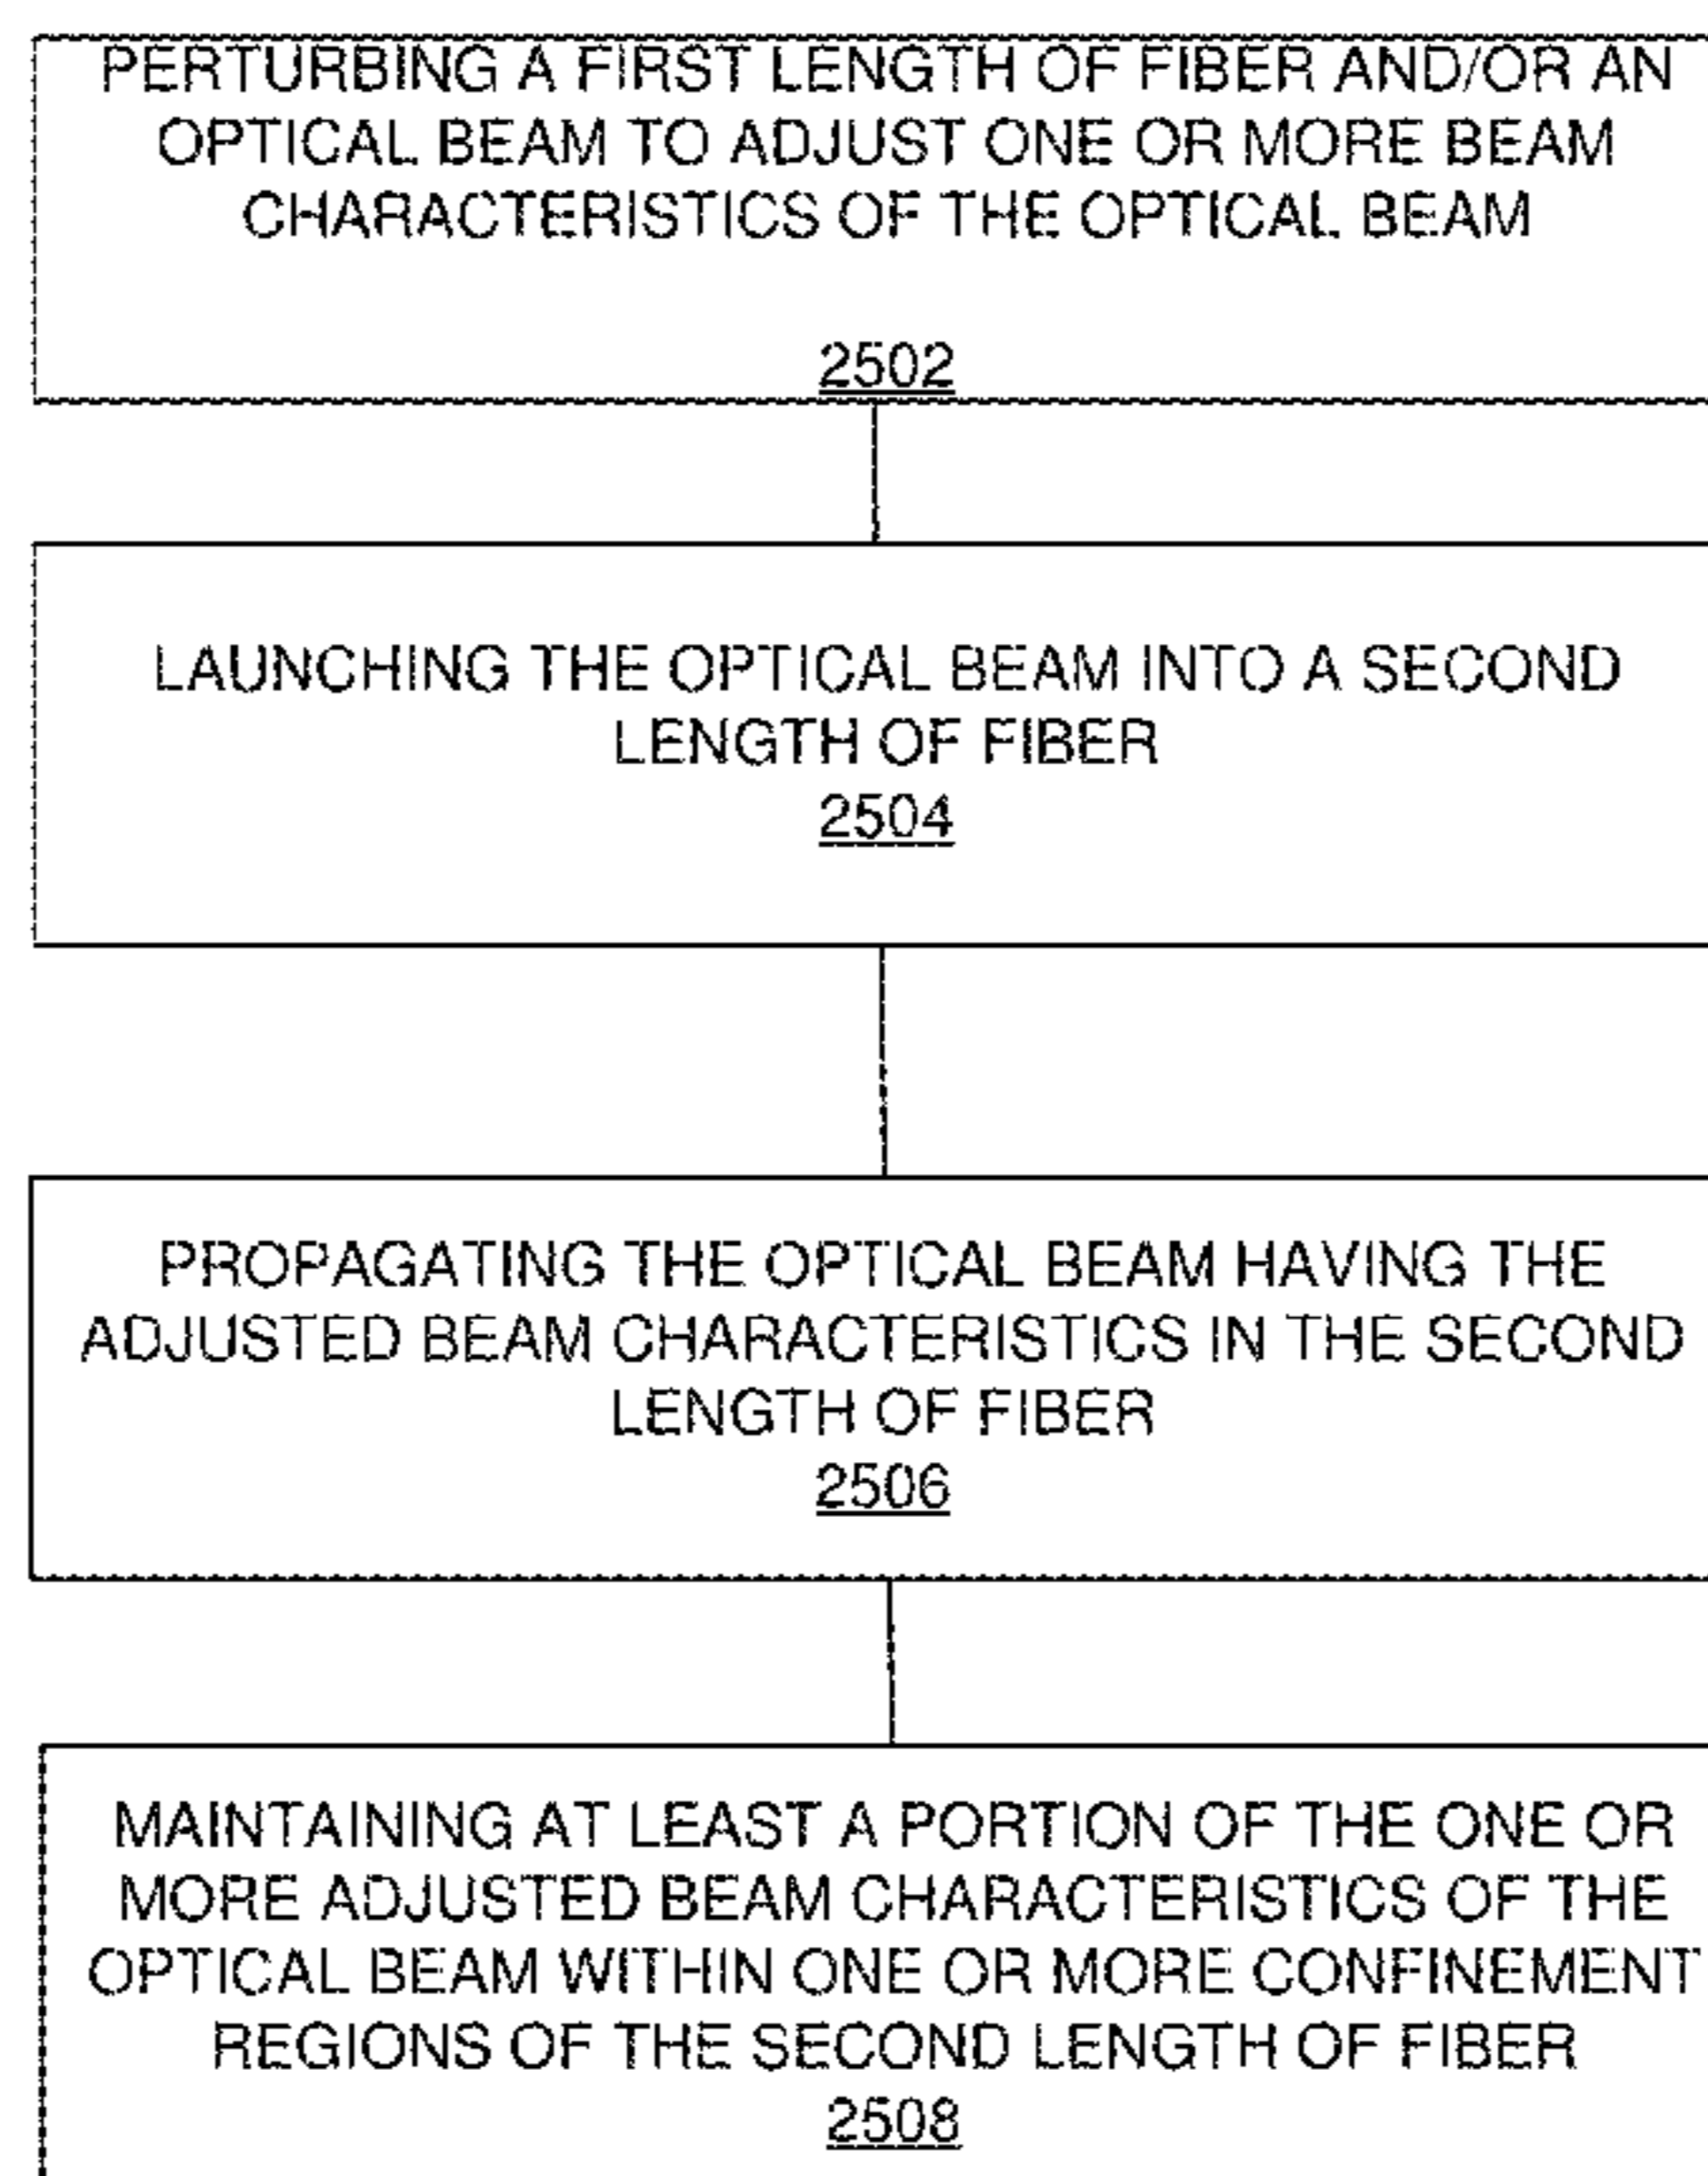 PERTURBING A FIRST LENGTH OF FIBER AND/OR AN
OPTICAL BEAM TO ADJUST ONE OR MORE BEAM
CHARACTERISTICS OF THE OPTICAL BEAM
2502
LAUNCHING THE OPTICAL BEAM INTO A SECOND
LENGTH OF FIBER
2504
PROPAGATING THE OPTICAL BEAM HAVING THE
ADJUSTED BEAM CHARACTERISTICS IN THE SECOND
LENGTH OF FIBER
2506
MAINTAINING AT LEAST A PORTION OF THE ONE OR
MORE ADJUSTED BEAM CHARACTERISTICS OF THE
OPTICAL BEAM WITHIN ONE OR MORE CONFINEMENT
REGIONS OF THE SECOND LENGTH OF FIBER
2508